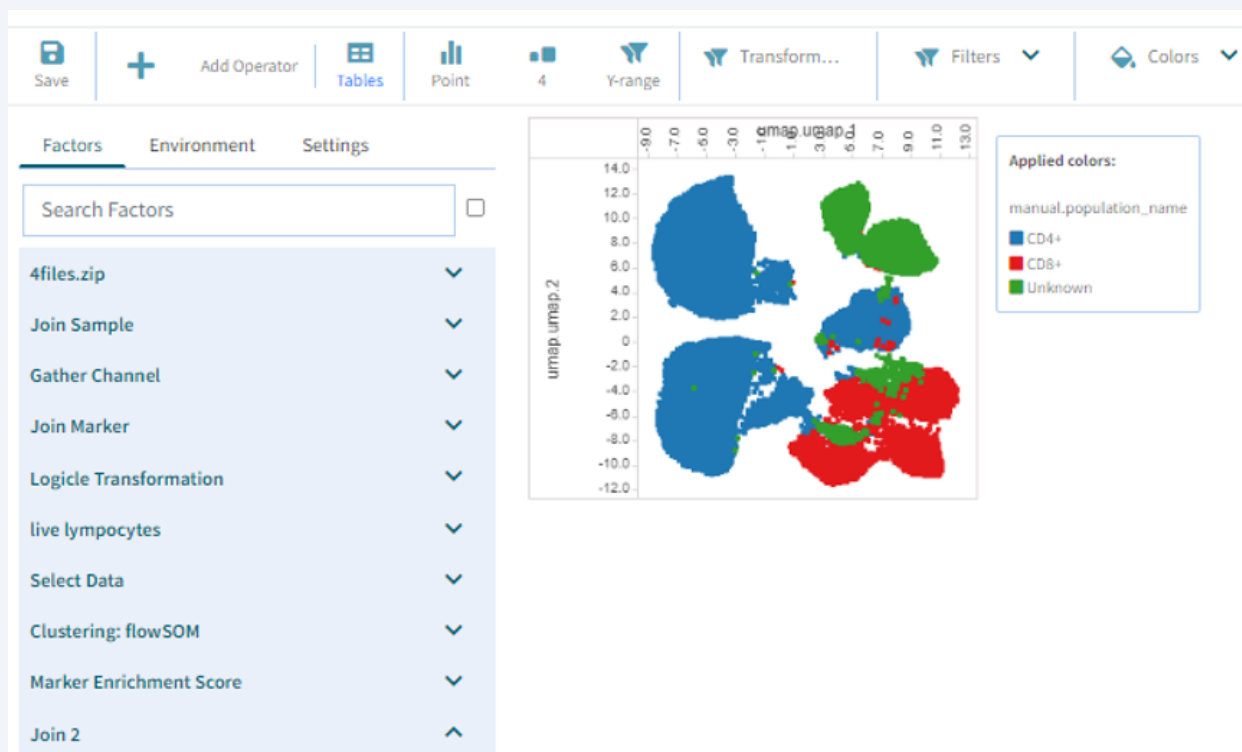 Save
Add Operator
Tables
Point
4
Y-range
Transform...
Filters
Colors
Factors
Environment
Settings
Search Factors
4files.zip
Join Sample
Gather Channel
Join Marker
Logicle Transformation
live lympocytes
Select Data
Clustering: flowSOM
Marker Enrichment Score
Join 2
umap.umap.1
-9.0 -7.0 -5.0 -3.0 -1.0 1.0 3.0 5.0 7.0 9.0 11.0 13.0
umap.umap.2
14.0
12.0
10.0
8.0
6.0
4.0
2.0
0
-2.0
-4.0
-6.0
-8.0
-10.0
-12.0
Applied colors:
manual.population_name
CD4+
CD8+
Unknown